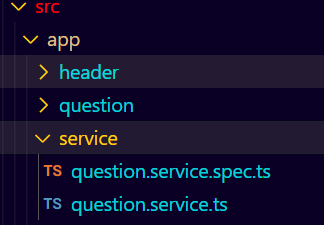 src
app
header
question
service
TS question.service.spec.ts
TS question.service.ts